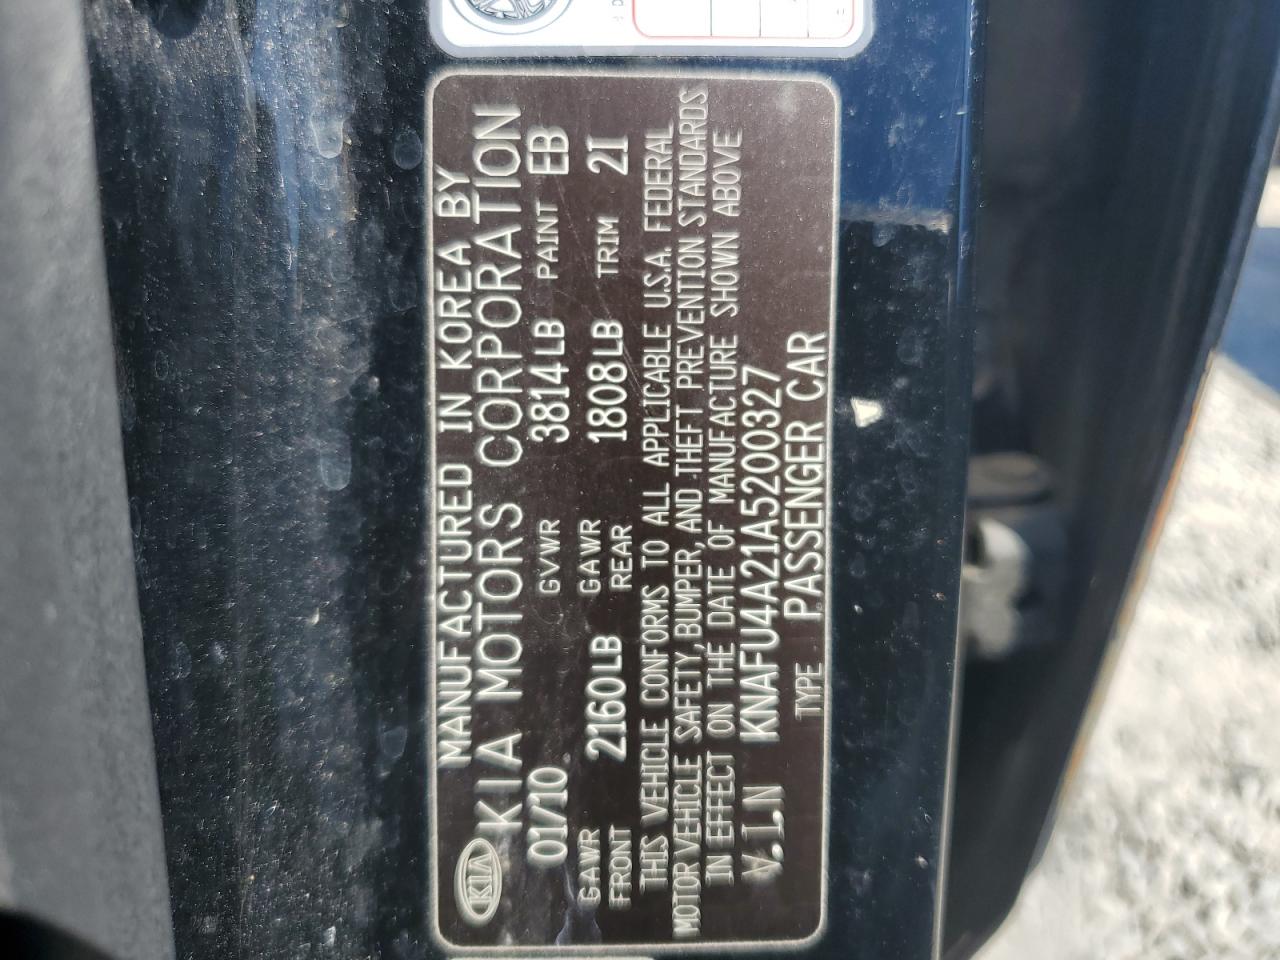 MANUFACTURED IN KOREA BY
KIA KIA MOTORS CORPORATION
01/10 GVWR 3814LB PAINT EB
GAWR FRONT 2160LB GAWR REAR 1808LB TRIM 2I
THIS VEHICLE CONFORMS TO ALL APPLICABLE U.S.A. FEDERAL
MOTOR VEHICLE SAFETY, BUMPER, AND THEFT PREVENTION STANDARDS
IN EFFECT ON THE DATE OF MANUFACTURE SHOWN ABOVE
V.I.N KNAFU4A21A5200327
TYPE PASSENGER CAR